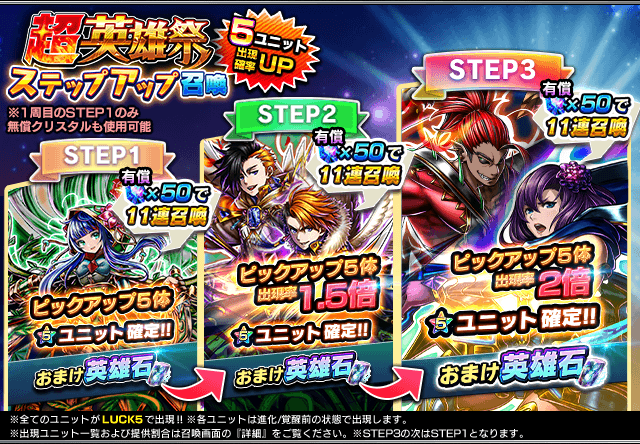 超英雄祭
ステップアップ召喚
5ユニット
出現
確率UP
※1周目のSTEP1のみ
無償クリスタルも使用可能
STEP1
有償
×50で
11連召喚
ピックアップ5体
5 ユニット確定!!
おまけ英雄石
STEP2
有償
×50で
11連召喚
ピックアップ5体
出現率1.5倍
5 ユニット確定!!
おまけ英雄石
STEP3
有償
×50で
11連召喚
ピックアップ5体
出現率2倍
5 ユニット確定!!
おまけ英雄石
※全てのユニットがLUCK5で出現!!※各ユニットは進化/覚醒前の状態で出現します。
※出現ユニット一覧および提供割合は召喚画面の『詳細』をご覧ください。※STEP3の次はSTEP1となります。